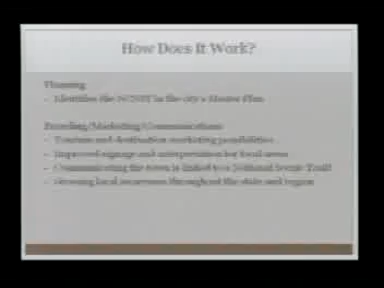 How Does It Work?
Planning
- Identifies the NCNST in the city's Master Plan
Branding/Marketing/Communications
- Tourism and destination marketing possibilities
- Improved signage and interpretation for local areas
- Communicating the town is linked to a National Scenic Trail!
- Growing local awareness throughout the state and region